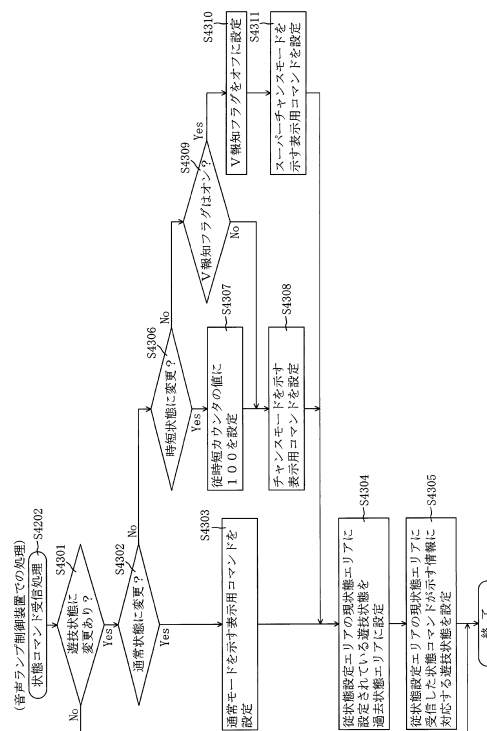 (音声ランプ制御装置での処理)
状態コマンド受信処理
S4202
S4301
遊技状態に
変更あり?
No
Yes
S4302
通常状態に変更?
No
Yes
S4303
通常モードを示す表示用コマンドを
設定
S4306
時短状態に変更?
No
Yes
S4307
従時短カウンタの値に
100を設定
S4308
チャンスモードを示す
表示用コマンドを設定
S4309
V報知フラグはオン?
Yes
No
S4310
V報知フラグをオフに設定
S4311
スーパーチャンスモードを
示す表示用コマンドを設定
S4304
従状態設定エリアの現状態エリアに
設定されている遊技状態を
過去状態エリアに設定
S4305
従状態設定エリアの現状態エリアに
受信した状態コマンドが示す情報に
対応する遊技状態を設定
終了